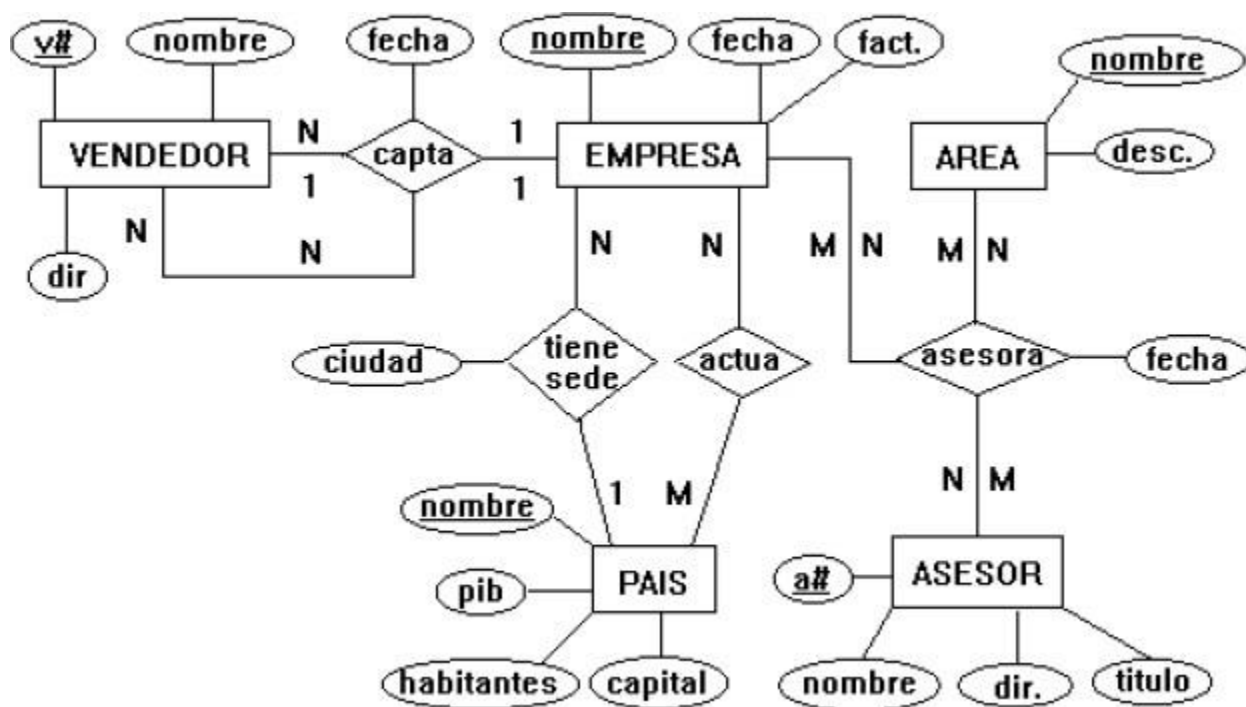 v# nombre fecha nombre fecha fact.
nombre
VENDEDOR N capta 1 EMPRESA AREA desc.
1 1
N N N N M N M N
dir
ciudad tiene sede actua asesora fecha
1 M N M
nombre
pib PAIS a# ASESOR
habitantes capital nombre dir. titulo